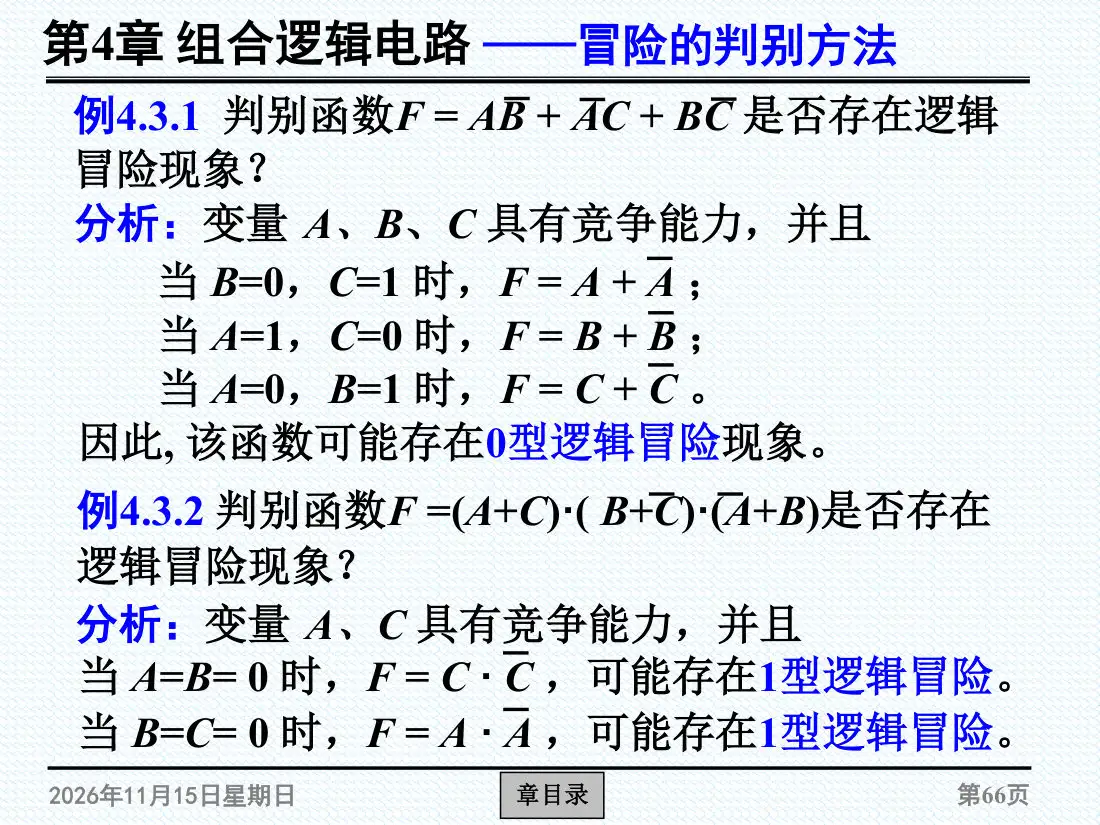 第4章 组合逻辑电路 ——冒险的判别方法
例4.3.1 判别函数F = AB̅ + A̅C + BC̅ 是否存在逻辑
冒险现象？
分析：变量 A、B、C 具有竞争能力，并且
当 B=0，C=1 时，F = A + A̅ ；
当 A=1，C=0 时，F = B + B̅ ；
当 A=0，B=1 时，F = C + C̅ 。
因此, 该函数可能存在0型逻辑冒险现象。
例4.3.2 判别函数F =(A+C)·( B+C̅)·(A̅+B)是否存在
逻辑冒险现象？
分析：变量 A、C 具有竞争能力，并且
当 A=B= 0 时，F = C · C̅ ，可能存在1型逻辑冒险。
当 B=C= 0 时，F = A · A̅ ，可能存在1型逻辑冒险。
2026年11月15日星期日 章目录 第66页